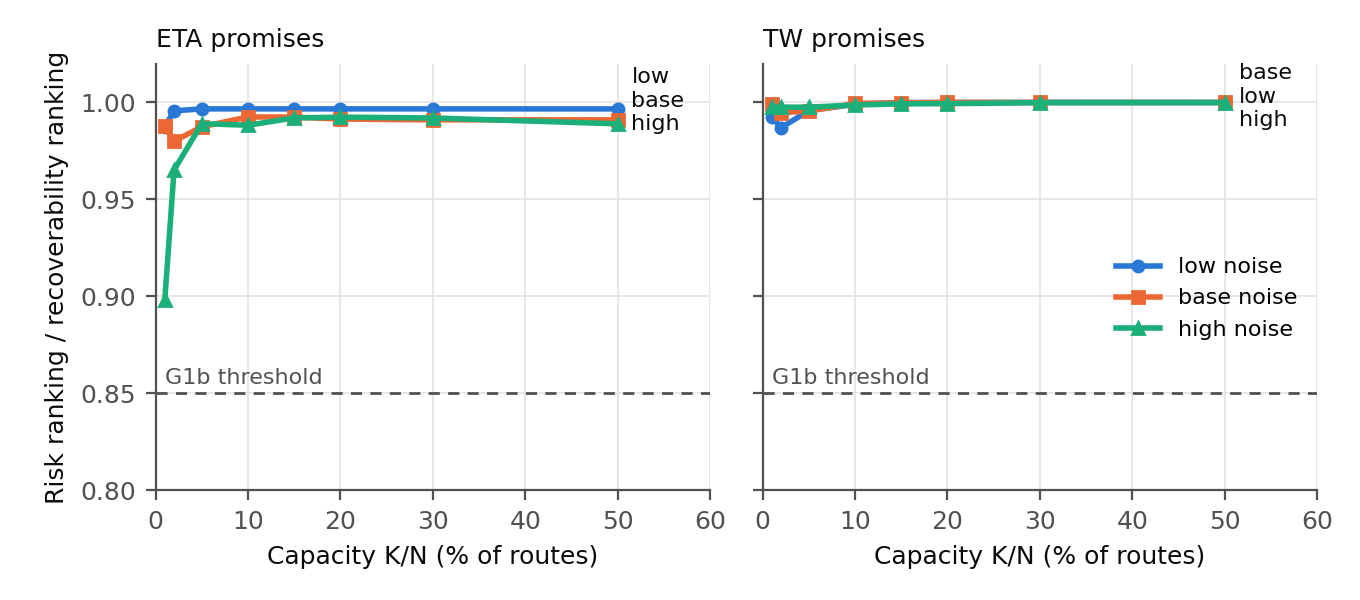 ETA promises
Risk ranking / recoverability ranking
1.00
0.95
0.90
0.85
0.80
low
base
high
G1b threshold
0
10
20
30
40
50
60
Capacity K/N (% of routes)
TW promises
base
low
high
low noise
base noise
high noise
G1b threshold
0
10
20
30
40
50
60
Capacity K/N (% of routes)